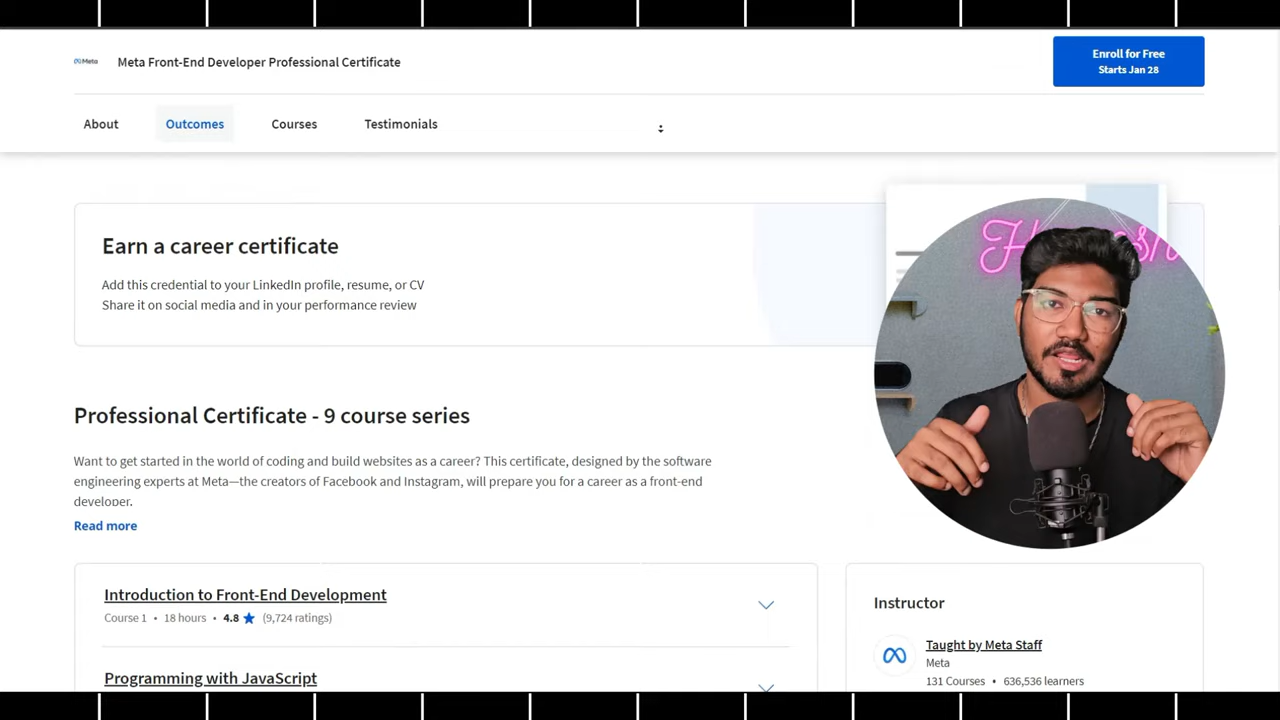 Meta
Meta Front-End Developer Professional Certificate
Enroll for Free
Starts Jan 28
About
Outcomes
Courses
Testimonials
Earn a career certificate
Add this credential to your LinkedIn profile, resume, or CV
Share it on social media and in your performance review
Professional Certificate - 9 course series
Want to get started in the world of coding and build websites as a career? This certificate, designed by the software
engineering experts at Meta—the creators of Facebook and Instagram, will prepare you for a career as a front-end
developer.
Read more
Introduction to Front-End Development
Course 1 • 18 hours • 4.8 ★ (9,724 ratings)
Programming with JavaScript
Instructor
Taught by Meta Staff
Meta
131 Courses • 636,536 learners